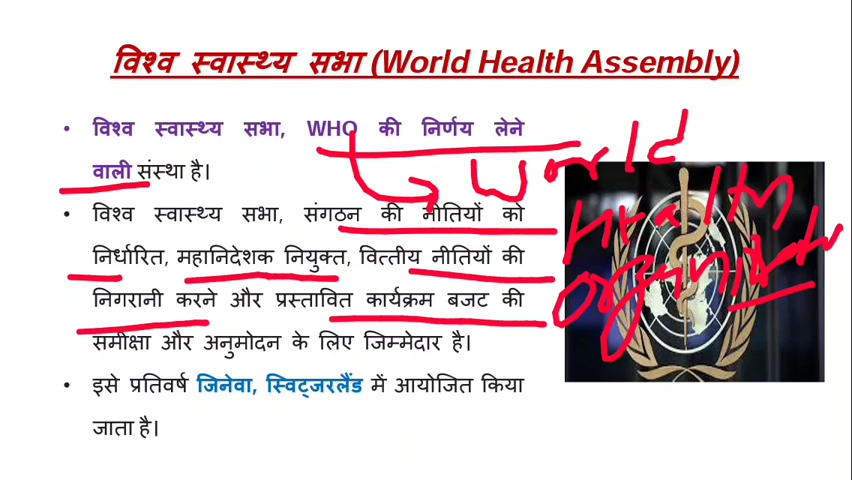 विश्व स्वास्थ्य सभा (World Health Assembly)
• विश्व स्वास्थ्य सभा, WHO की निर्णय लेने
वाली संस्था है।
• विश्व स्वास्थ्य सभा, संगठन की नीतियों को
निर्धारित, महानिदेशक नियुक्त, वित्तीय नीतियों की
निगरानी करने और प्रस्तावित कार्यक्रम बजट की
समीक्षा और अनुमोदन के लिए जिम्मेदार है।
• इसे प्रतिवर्ष जिनेवा, स्विट्जरलैंड में आयोजित किया
जाता है।
World
Health